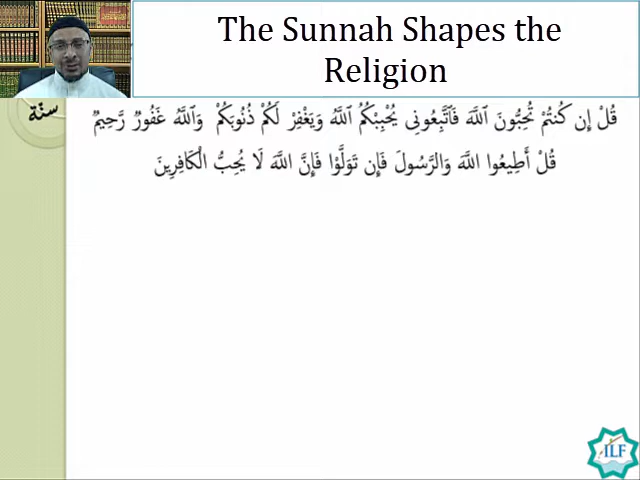 The Sunnah Shapes the
Religion
سنّة
قُلْ إِن كُنتُمْ تُحِبُّونَ ٱللَّهَ فَٱتَّبِعُونِى يُحْبِبْكُمُ ٱللَّهُ وَيَغْفِرْ لَكُمْ ذُنُوبَكُمْ وَٱللَّهُ غَفُورٌ رَّحِيمٌ
قُلْ أَطِيعُوا اللَّهَ وَالرَّسُولَ فَإِن تَوَلَّوْا فَإِنَّ اللَّهَ لَا يُحِبُّ الْكَافِرِينَ
ILF